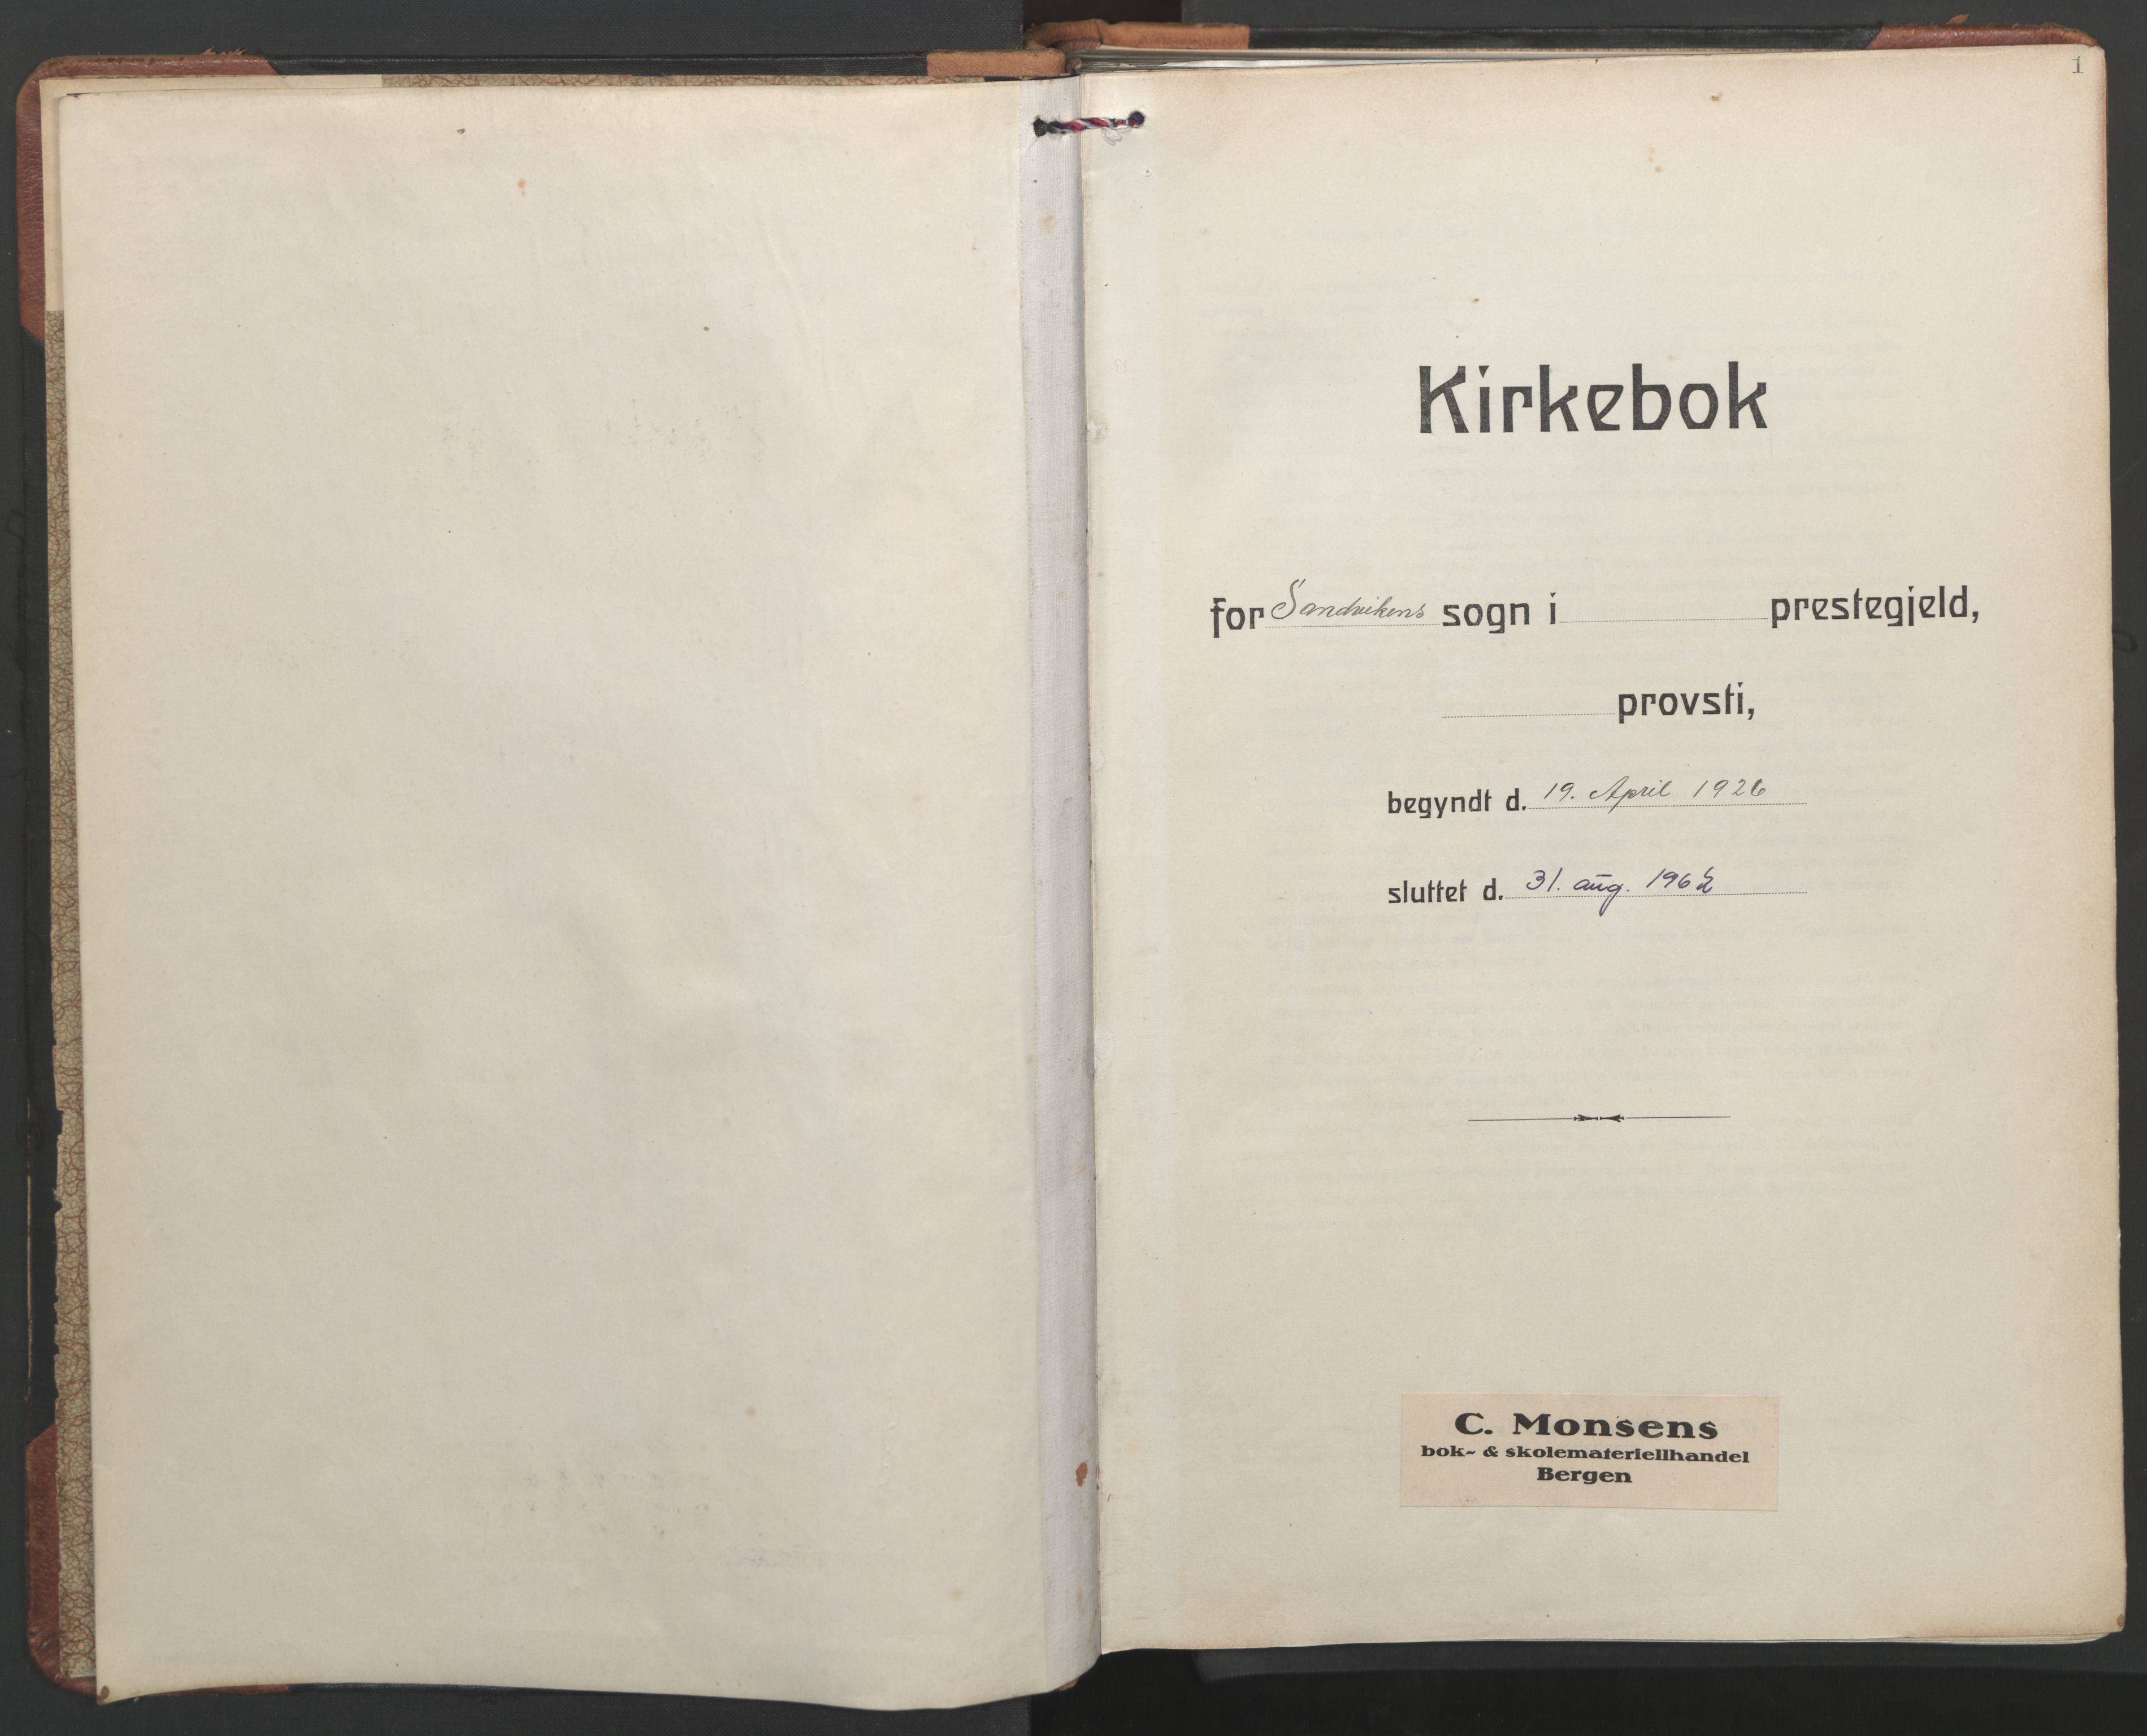 1
Kirkebok
for Sandvikens sogn i prestegjeld,
provsti,
begyndt d. 19. April 1926
sluttet d. 31. aug. 1962
C. Monsens
bok- & skolemateriellhandel
Bergen